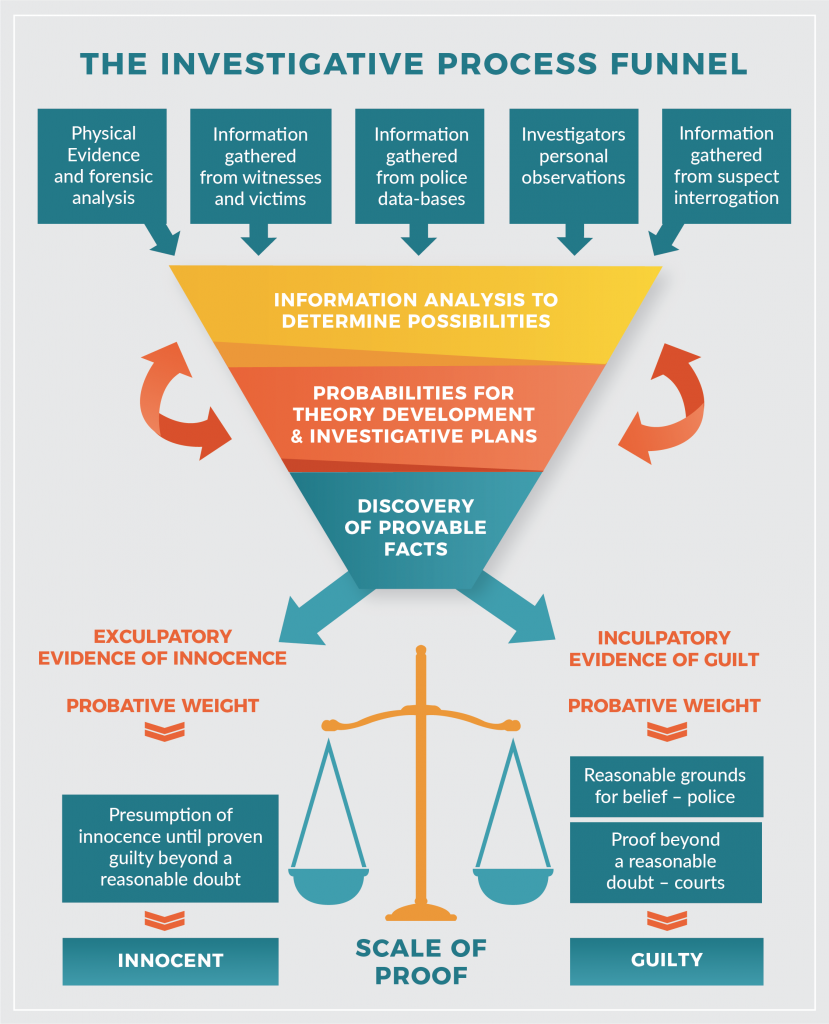 THE INVESTIGATIVE PROCESS FUNNEL
Physical
Evidence
and forensic
analysis
Information
gathered
from witnesses
and victims
Information
gathered
from police
data-bases
Investigators
personal
observations
Information
gathered
from suspect
interrogation
INFORMATION ANALYSIS TO
DETERMINE POSSIBILITIES
PROBABILITIES FOR
THEORY DEVELOPMENT
& INVESTIGATIVE PLANS
DISCOVERY
OF PROVABLE
FACTS
EXCULPATORY
EVIDENCE OF INNOCENCE
PROBATIVE WEIGHT
Presumption of
innocence until proven
guilty beyond a
reasonable doubt
INNOCENT
SCALE OF
PROOF
INCULPATORY
EVIDENCE OF GUILT
PROBATIVE WEIGHT
Reasonable grounds
for belief – police
Proof beyond
a reasonable
doubt – courts
GUILTY